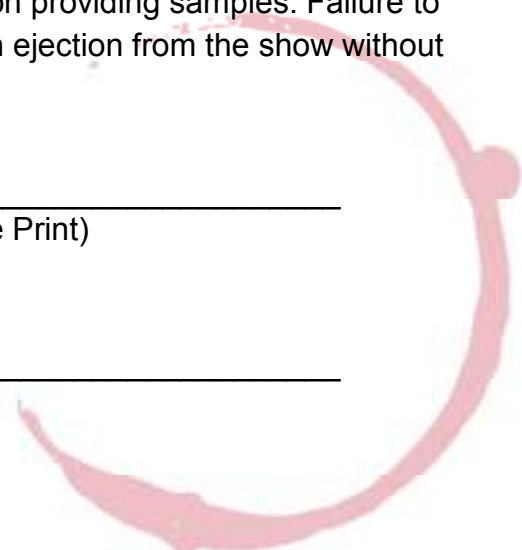 on providing samples. Failure to
n ejection from the show without
e Print)